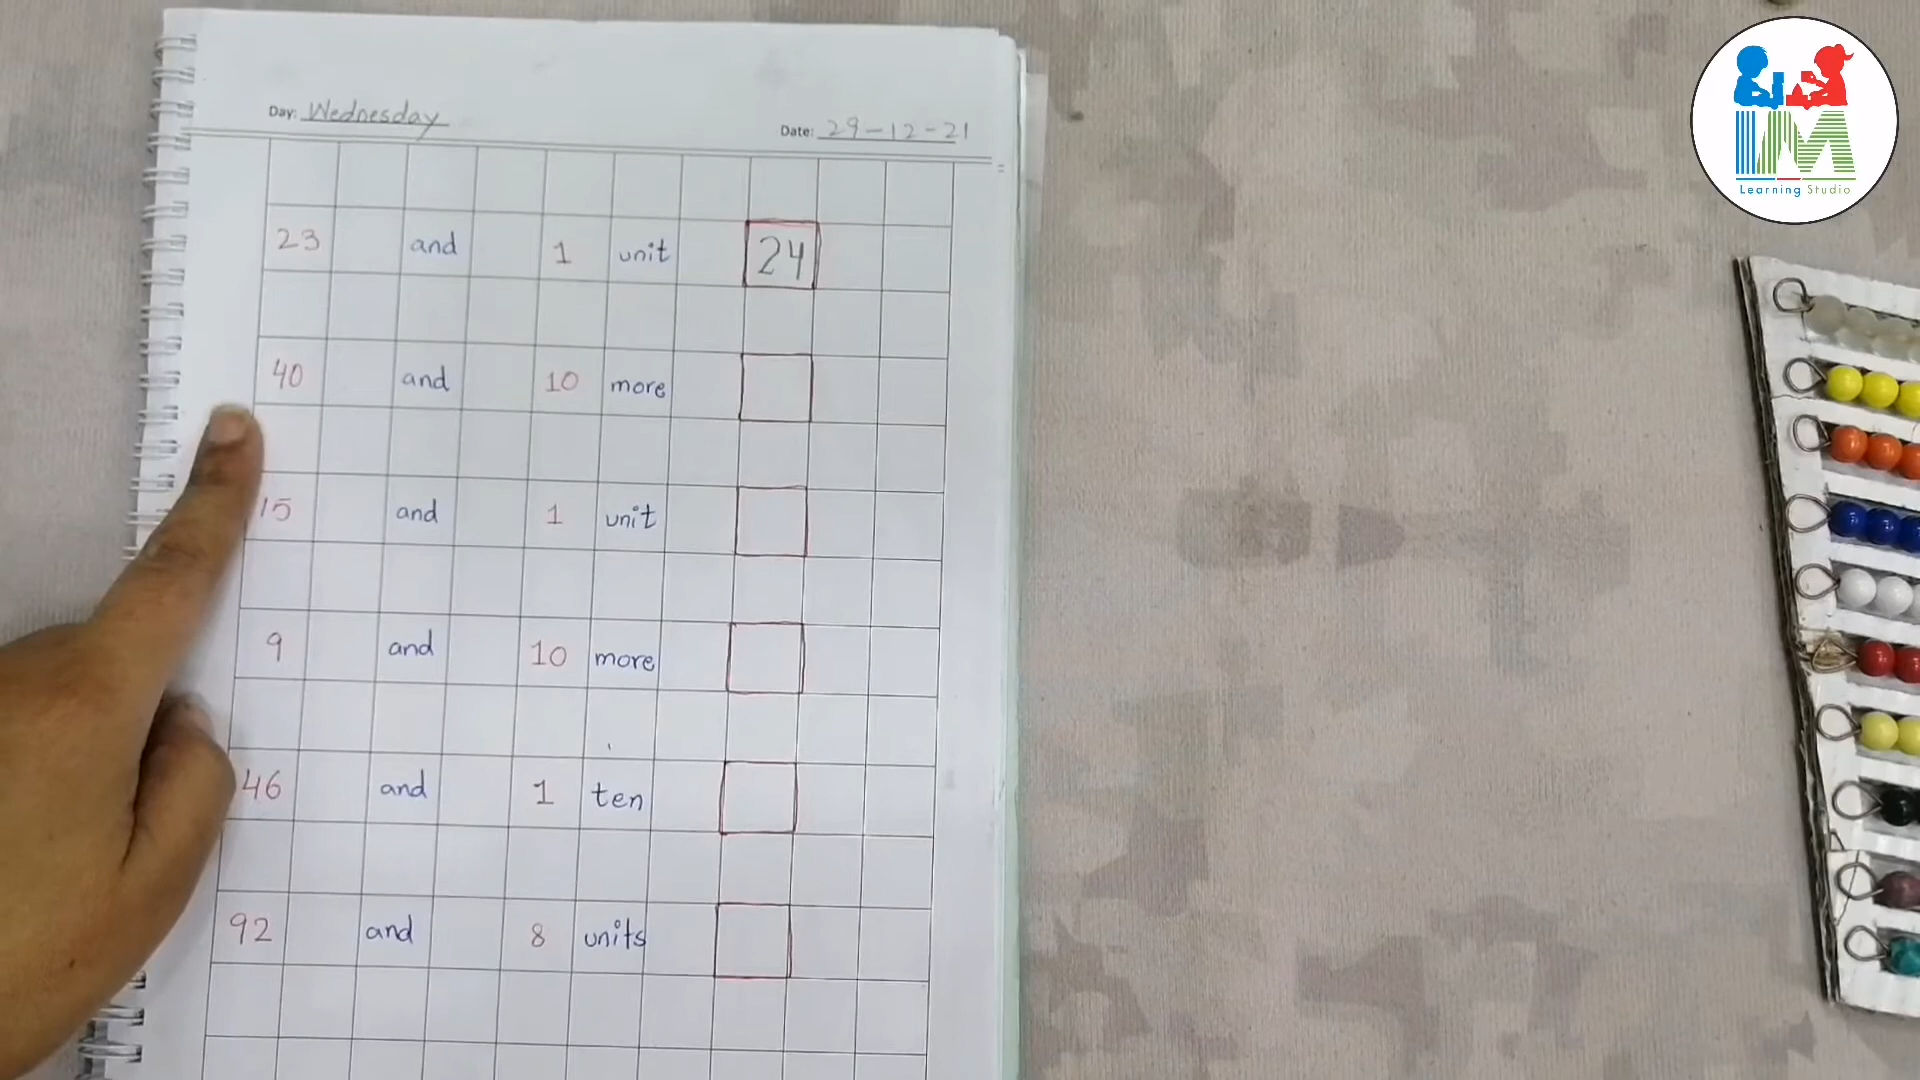 Day: Wednesday
Date: 29-12-21
23 and 1 unit 24
40 and 10 more
15 and 1 unit
9 and 10 more
46 and 1 ten
92 and 8 units
IM
Learning Studio